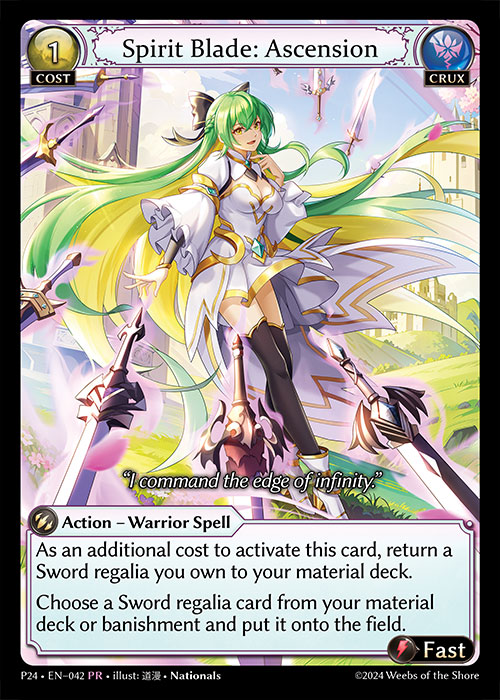 1
COST
Spirit Blade: Ascension
CRUX
"I command the edge of infinity."
Action – Warrior Spell
As an additional cost to activate this card, return a
Sword regalia you own to your material deck.
Choose a Sword regalia card from your material
deck or banishment and put it onto the field.
Fast
P24 • EN–042 PR • illust: 道漫 • Nationals
©2024 Weebs of the Shore